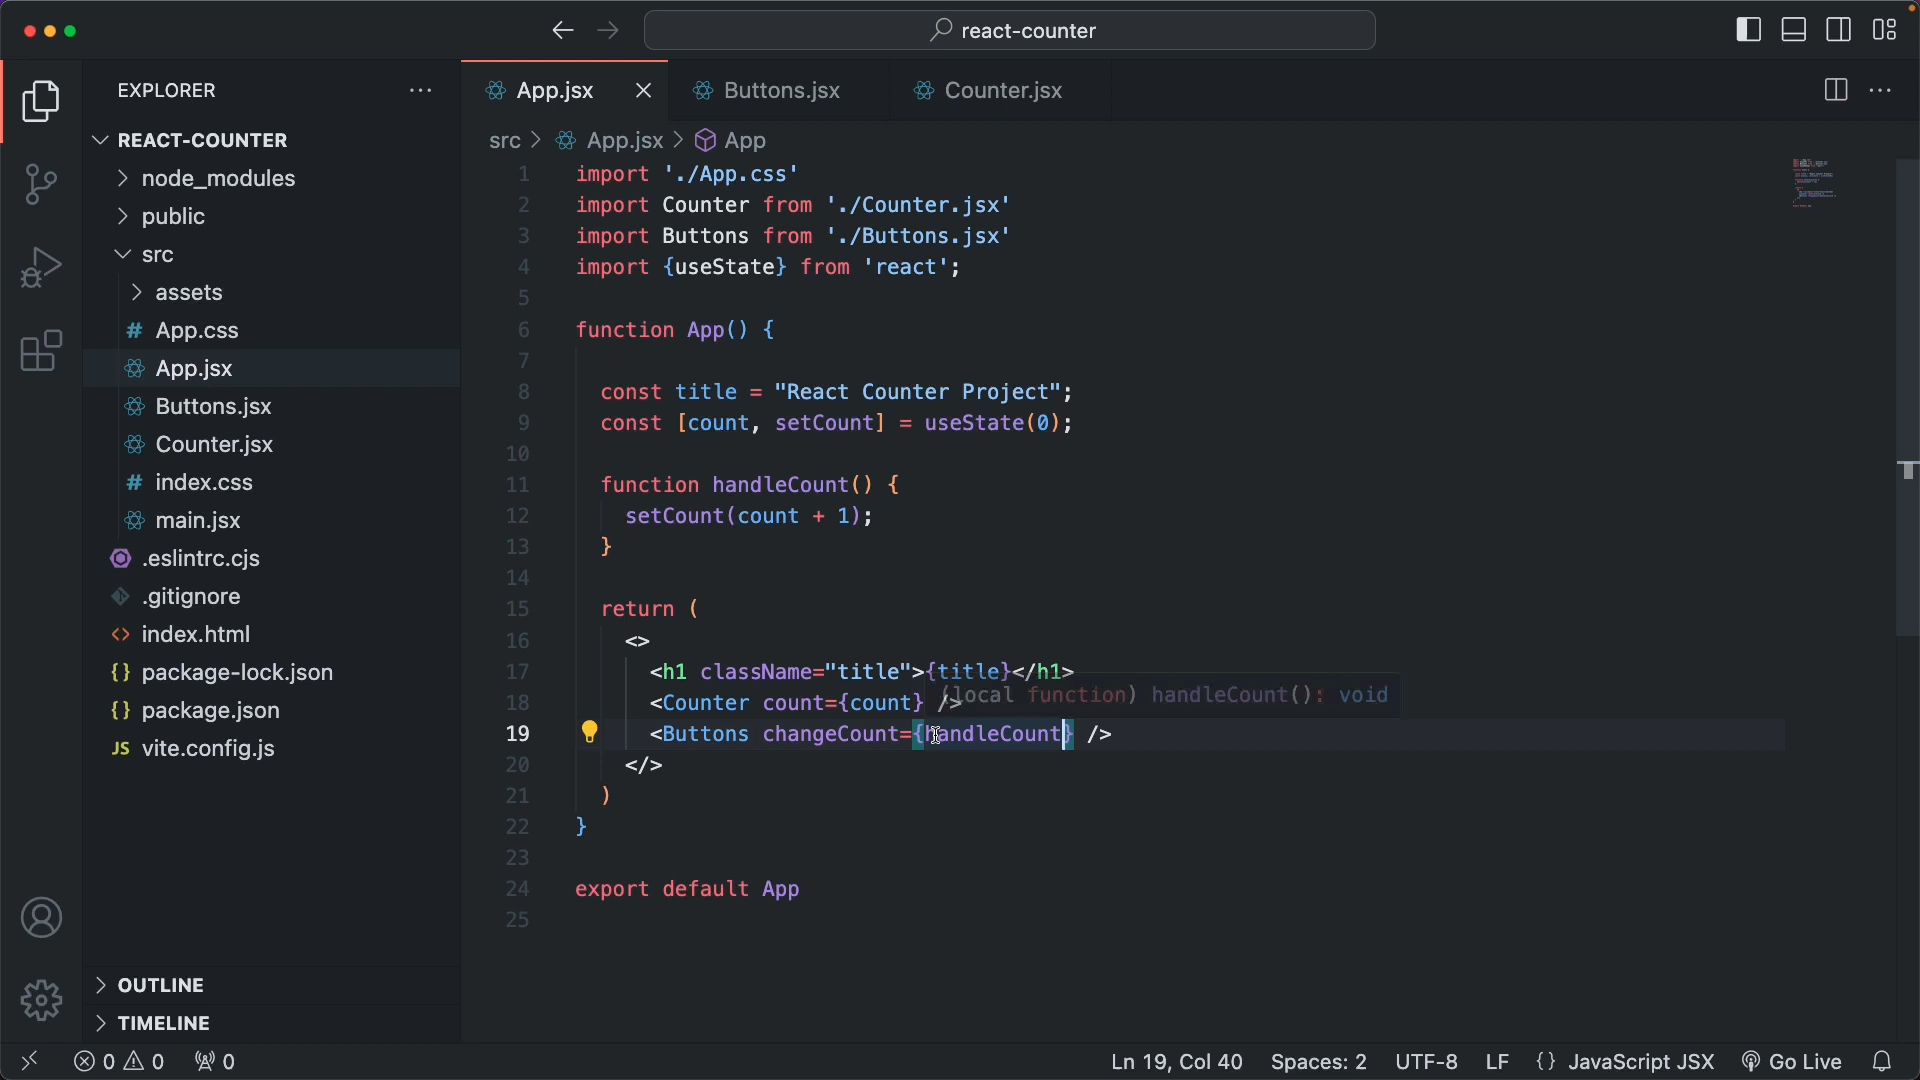 react-counter
EXPLORER
REACT-COUNTER
node_modules
public
src
assets
# App.css
App.jsx
Buttons.jsx
Counter.jsx
# index.css
main.jsx
.eslintrc.cjs
.gitignore
<> index.html
{} package-lock.json
{} package.json
JS vite.config.js
OUTLINE
TIMELINE
App.jsx
Buttons.jsx
Counter.jsx
src > App.jsx > App
1 import './App.css'
2 import Counter from './Counter.jsx'
3 import Buttons from './Buttons.jsx'
4 import {useState} from 'react';
5
6 function App() {
7
8 const title = "React Counter Project";
9 const [count, setCount] = useState(0);
10
11 function handleCount() {
12 setCount(count + 1);
13 }
14
15 return (
16 <>
17 <h1 className="title">{title}</h1>
18 <Counter count={count} />
(local function) handleCount(): void
19 <Buttons changeCount={handleCount} />
20 </>
21 )
22 }
23
24 export default App
25
0 0 0
Ln 19, Col 40 Spaces: 2 UTF-8 LF {} JavaScript JSX Go Live